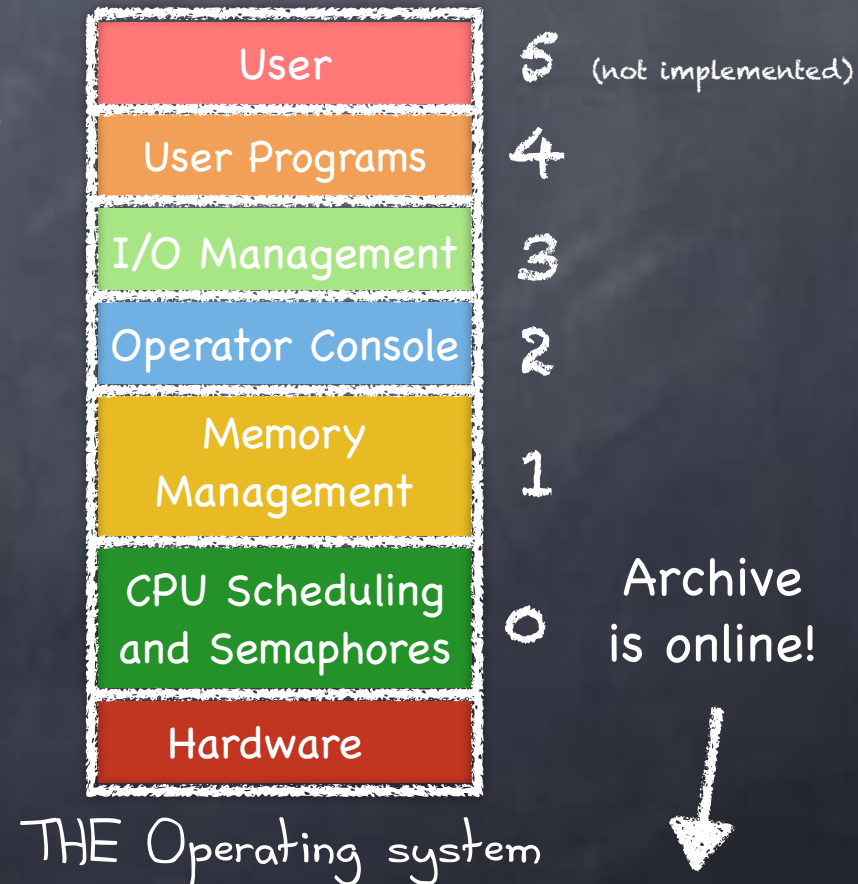 User
5 (not implemented)
User Programs
4
I/O Management
3
Operator Console
2
Memory
Management
1
CPU Scheduling
and Semaphores
0
Hardware
Archive
is online!
THE Operating system